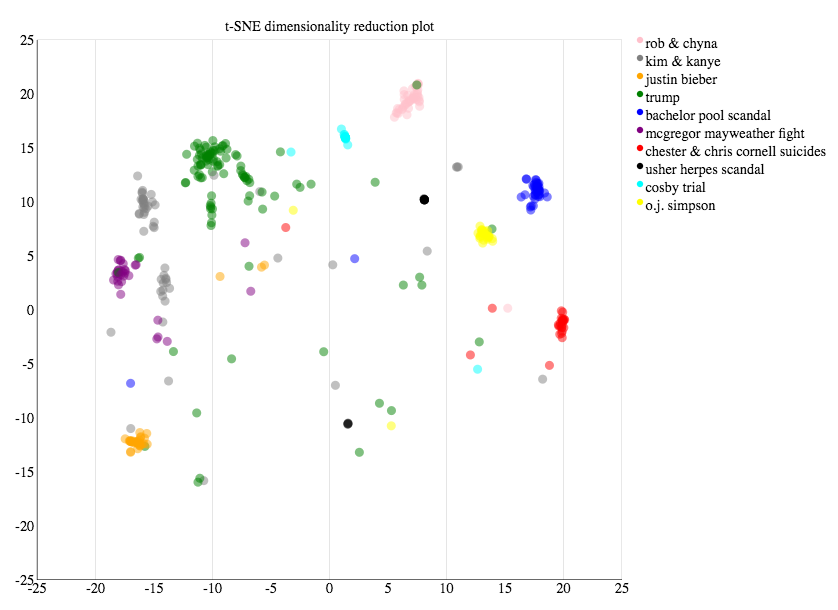 t-SNE dimensionality reduction plot
rob & chyna
kim & kanye
justin bieber
trump
bachelor pool scandal
mcgregor mayweather fight
chester & chris cornell suicides
usher herpes scandal
cosby trial
o.j. simpson
25
20
15
10
5
0
-5
-10
-15
-20
-25
-25 -20 -15 -10 -5 0 5 10 15 20 25